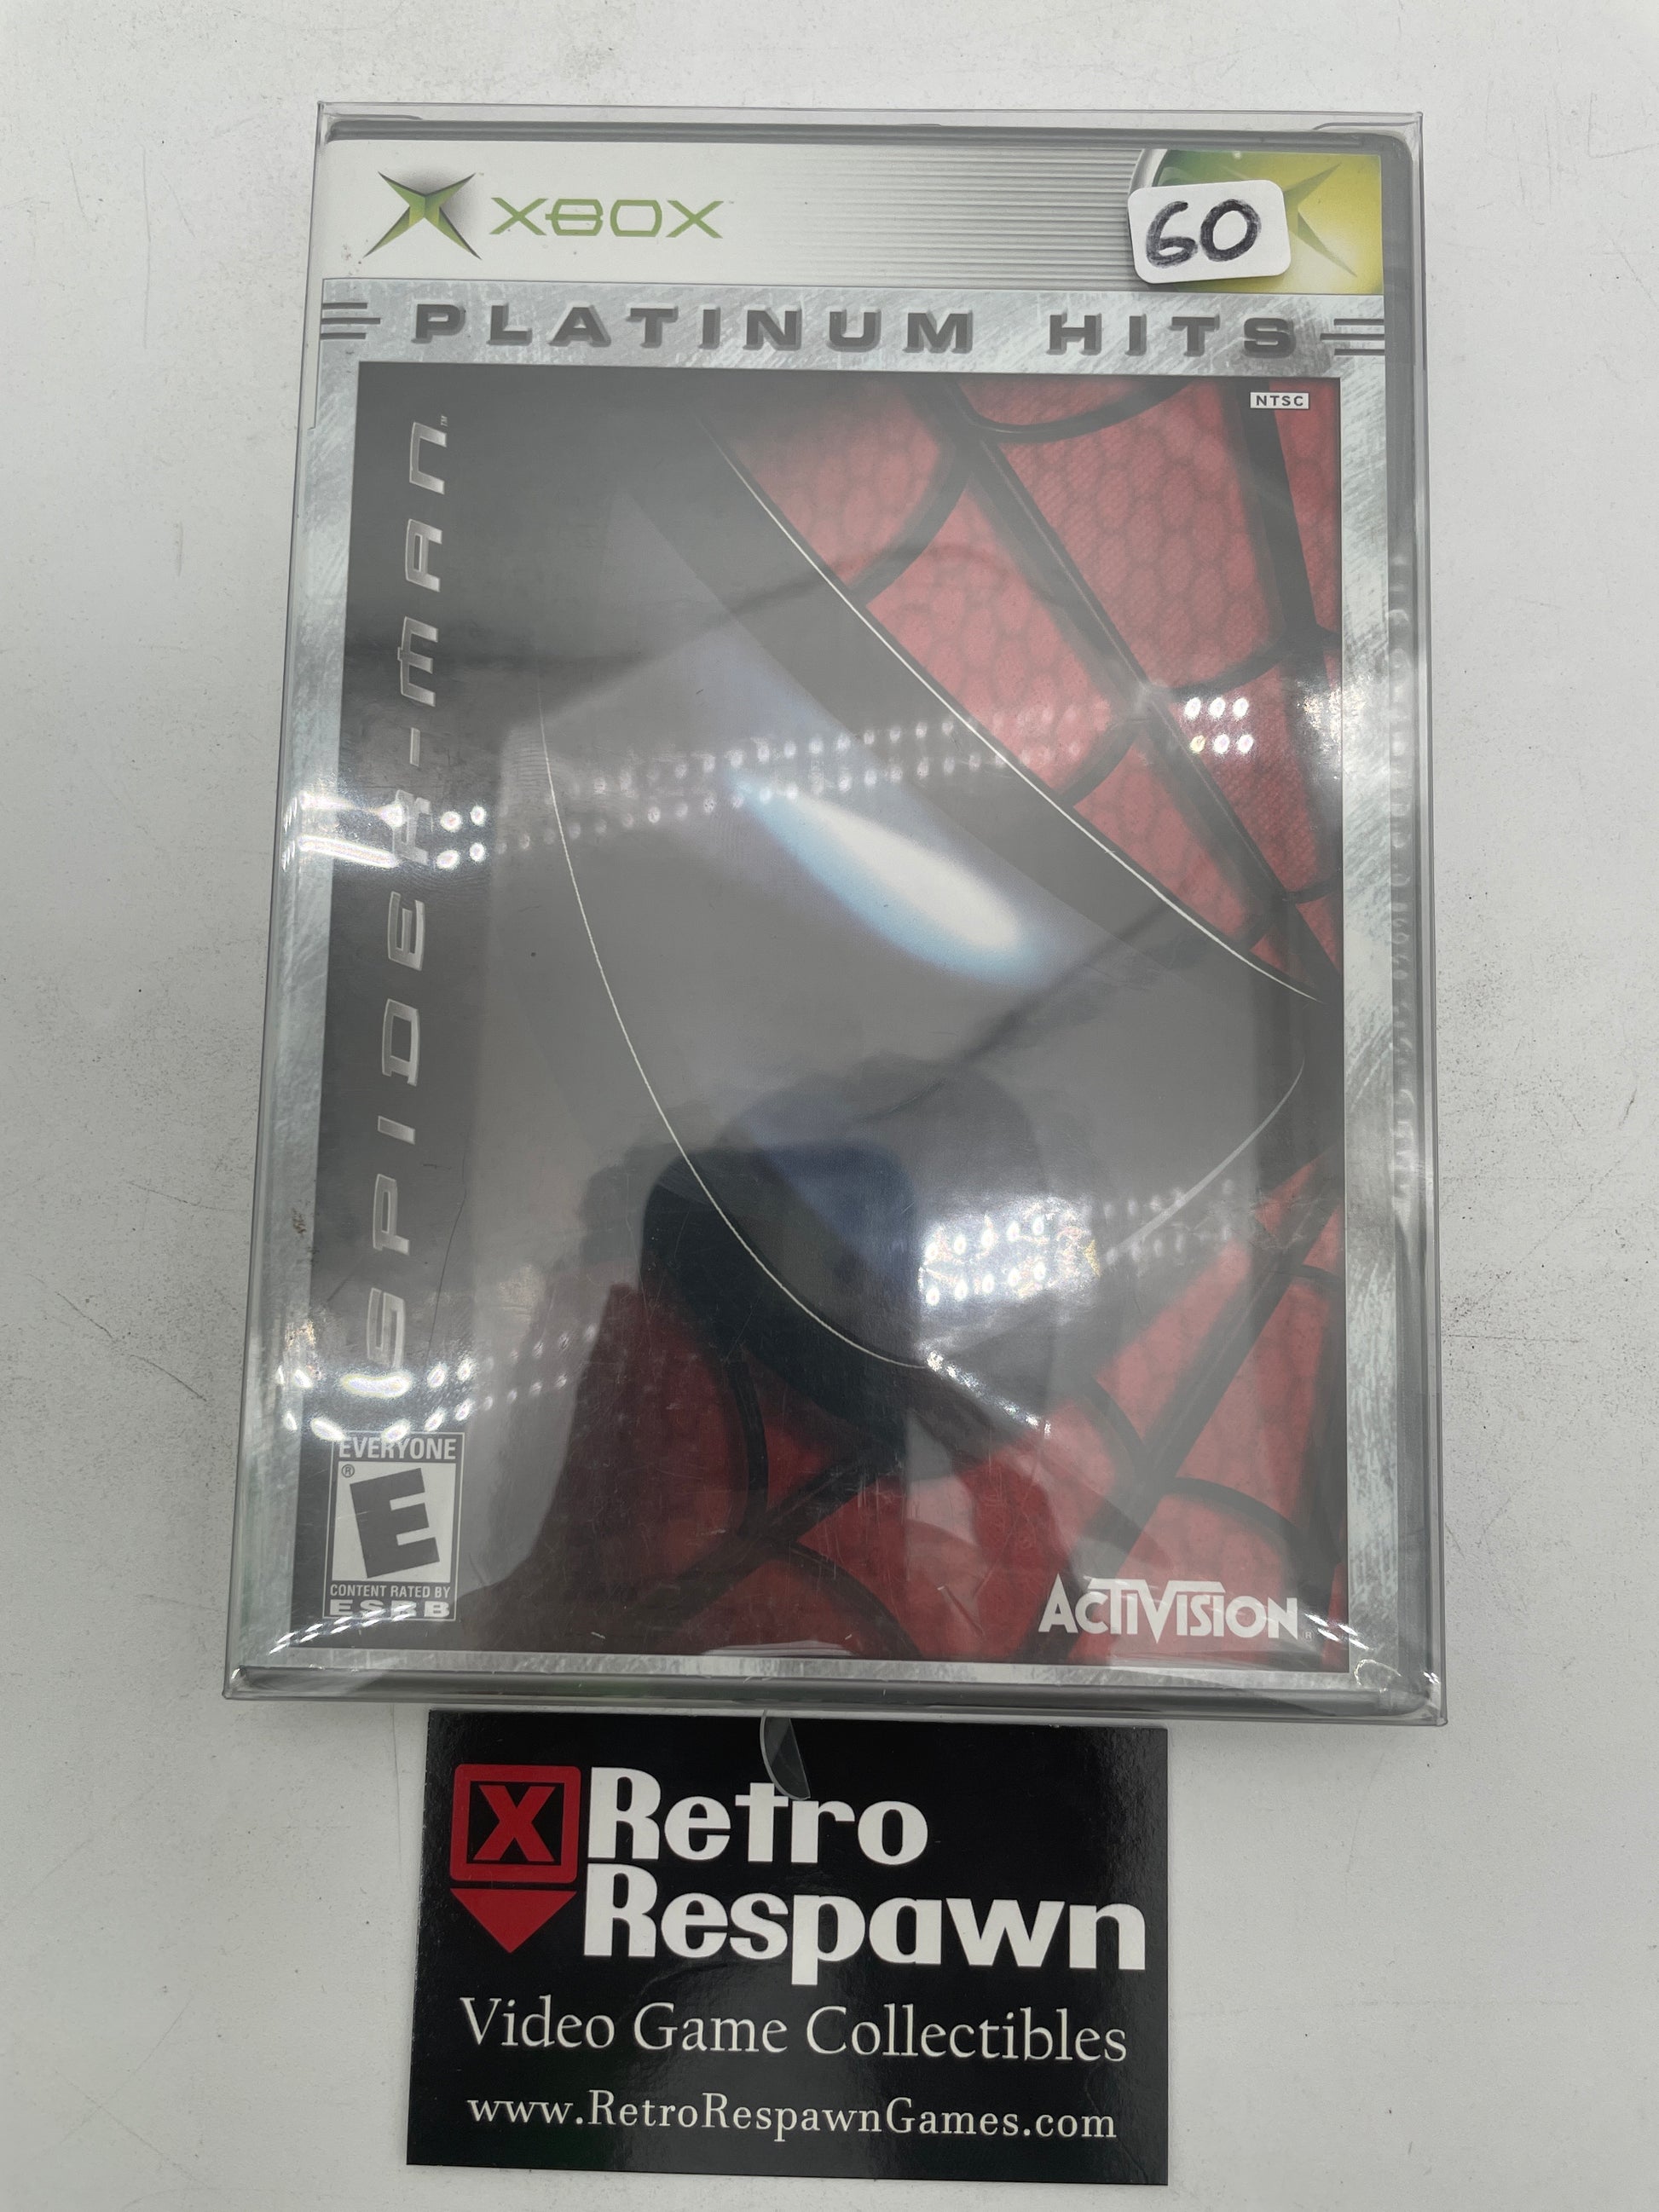 XBOX
60
PLATINUM HITS
NTSC
SPIDER-MAN™
EVERYONE
E®
CONTENT RATED BY
ESRB
ACTIVISION
X Retro
Respawn
Video Game Collectibles
www.RetroRespawnGames.com